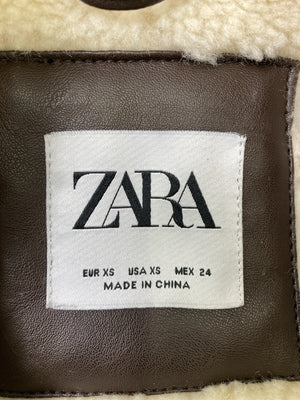 ZARA
EUR XS USA XS MEX 24
MADE IN CHINA